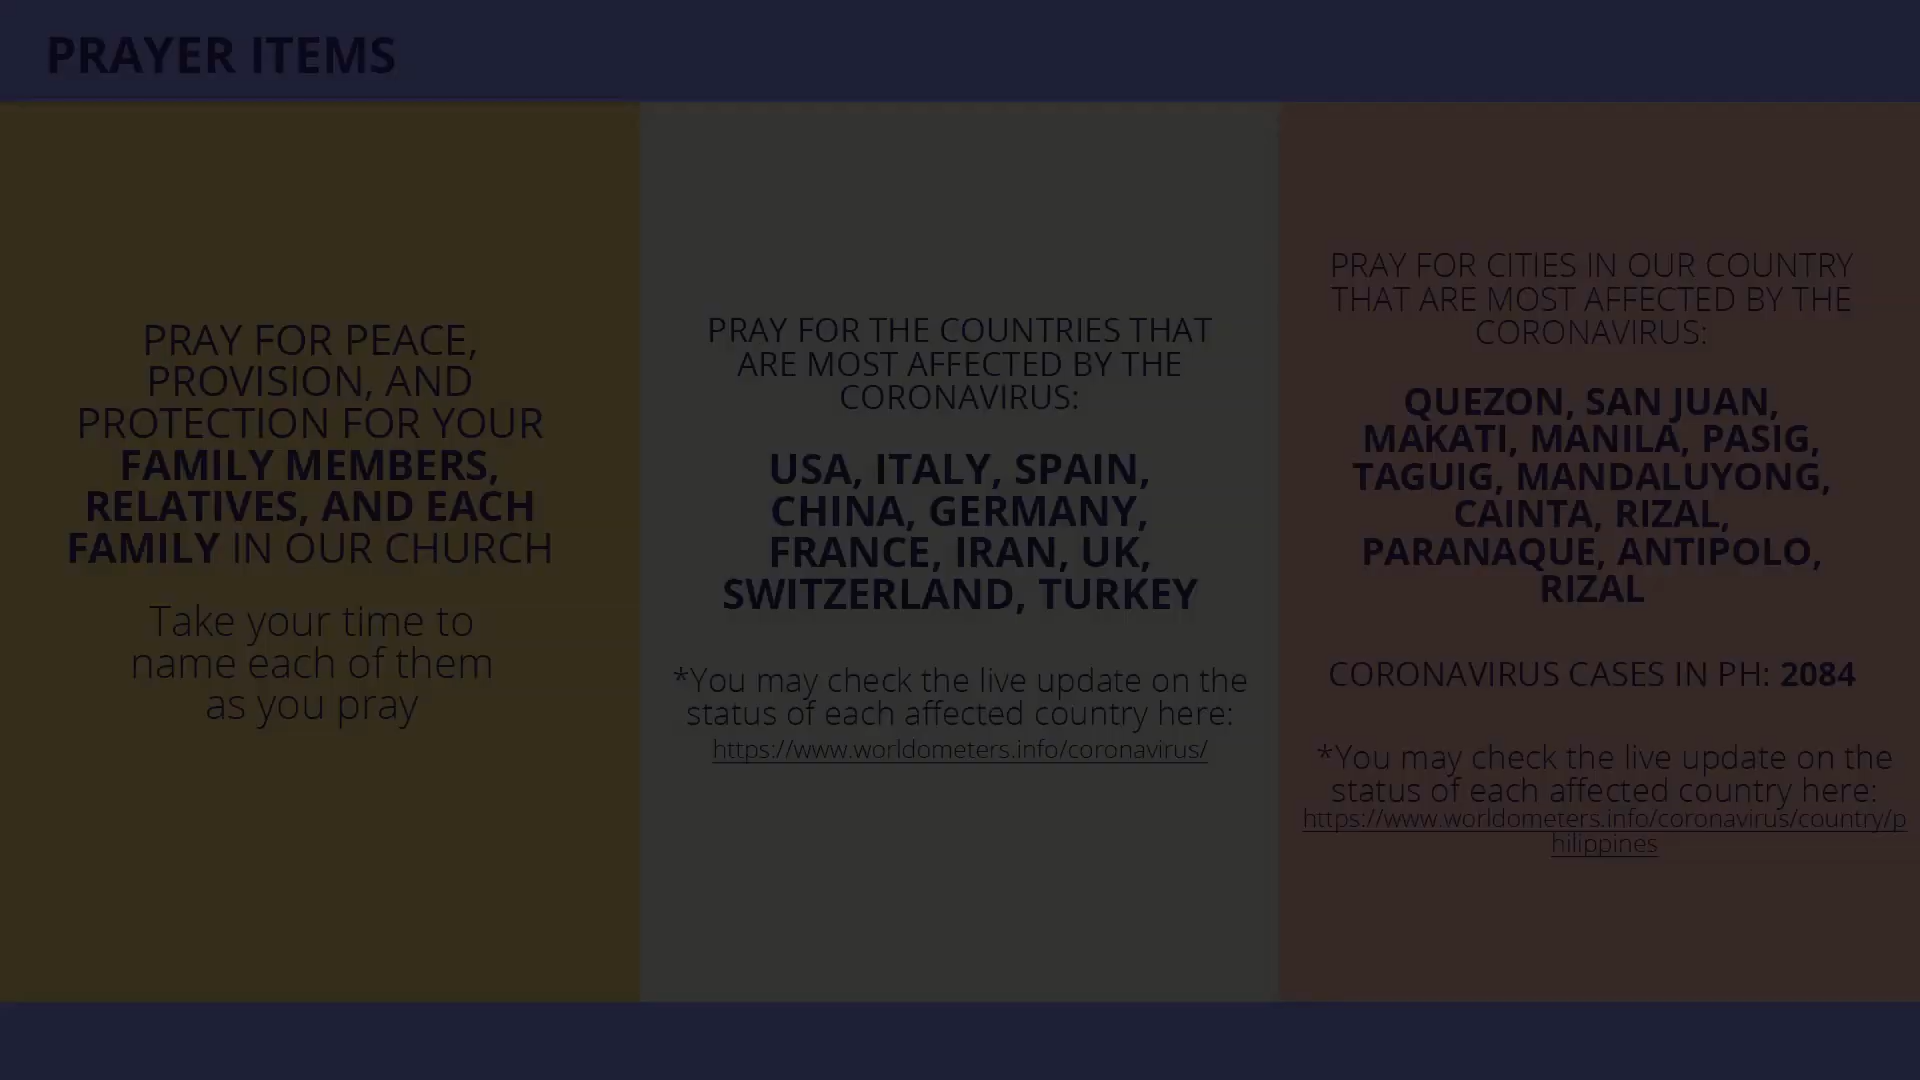 PRAYER ITEMS
PRAY FOR PEACE,
PROVISION, AND
PROTECTION FOR YOUR
FAMILY MEMBERS,
RELATIVES, AND EACH
FAMILY IN OUR CHURCH
Take your time to
name each of them
as you pray
PRAY FOR THE COUNTRIES THAT
ARE MOST AFFECTED BY THE
CORONAVIRUS:
USA, ITALY, SPAIN,
CHINA, GERMANY,
FRANCE, IRAN, UK,
SWITZERLAND, TURKEY
*You may check the live update on the
status of each affected country here:
https://www.worldometers.info/coronavirus/
PRAY FOR CITIES IN OUR COUNTRY
THAT ARE MOST AFFECTED BY THE
CORONAVIRUS:
QUEZON, SAN JUAN,
MAKATI, MANILA, PASIG,
TAGUIG, MANDALUYONG,
CAINTA, RIZAL,
PARANAQUE, ANTIPOLO,
RIZAL
CORONAVIRUS CASES IN PH: 2084
*You may check the live update on the
status of each affected country here:
https://www.worldometers.info/coronavirus/country/p
hilippines